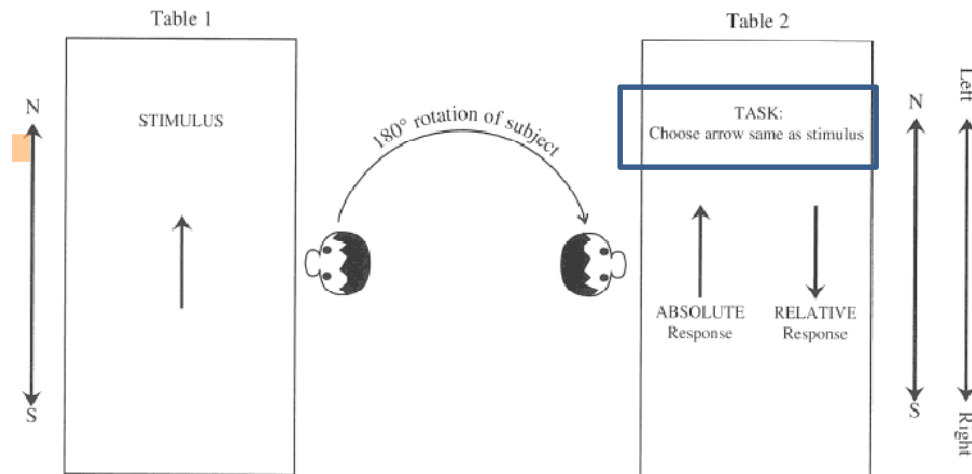 Table 1
N
STIMULUS
S
180° rotation of subject
Table 2
TASK:
Choose arrow same as stimulus
ABSOLUTE
Response
RELATIVE
Response
N
S
Left
Right